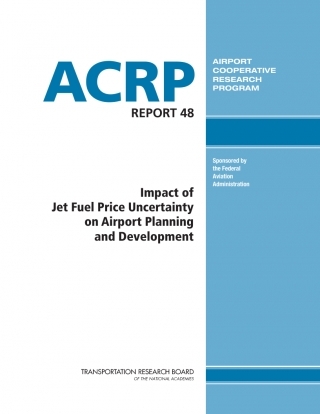 ACRP
REPORT 48
AIRPORT
COOPERATIVE
RESEARCH
PROGRAM
Sponsored by
the Federal
Aviation
Administration
Impact of
Jet Fuel Price Uncertainty
on Airport Planning
and Development
TRANSPORTATION RESEARCH BOARD
OF THE NATIONAL ACADEMIES